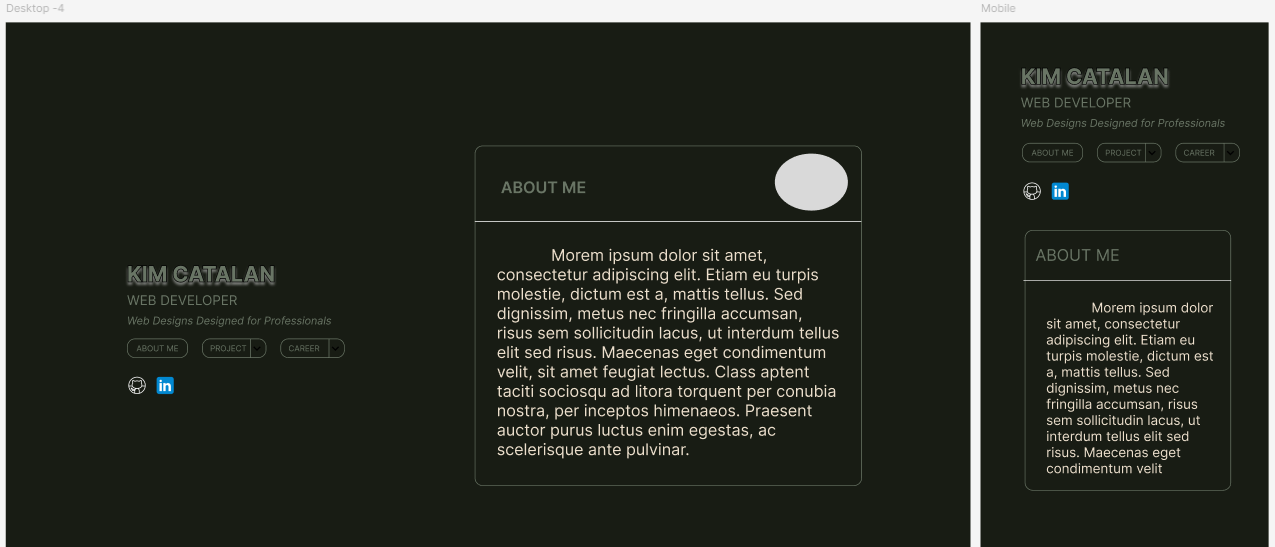 Desktop -4
KIM CATALAN
WEB DEVELOPER
Web Designs Designed for Professionals
ABOUT ME
PROJECT
CAREER
in
ABOUT ME
Morem ipsum dolor sit amet,
consectetur adipiscing elit. Etiam eu turpis
molestie, dictum est a, mattis tellus. Sed
dignissim, metus nec fringilla accumsan,
risus sem sollicitudin lacus, ut interdum tellus
elit sed risus. Maecenas eget condimentum
velit, sit amet feugiat lectus. Class aptent
taciti sociosqu ad litora torquent per conubia
nostra, per inceptos himenaeos. Praesent
auctor purus luctus enim egestas, ac
scelerisque ante pulvinar.
Mobile
KIM CATALAN
WEB DEVELOPER
Web Designs Designed for Professionals
ABOUT ME
PROJECT
CAREER
in
ABOUT ME
Morem ipsum dolor
sit amet, consectetur
adipiscing elit. Etiam eu
turpis molestie, dictum est
a, mattis tellus. Sed
dignissim, metus nec
fringilla accumsan, risus
sem sollicitudin lacus, ut
interdum tellus elit sed
risus. Maecenas eget
condimentum velit